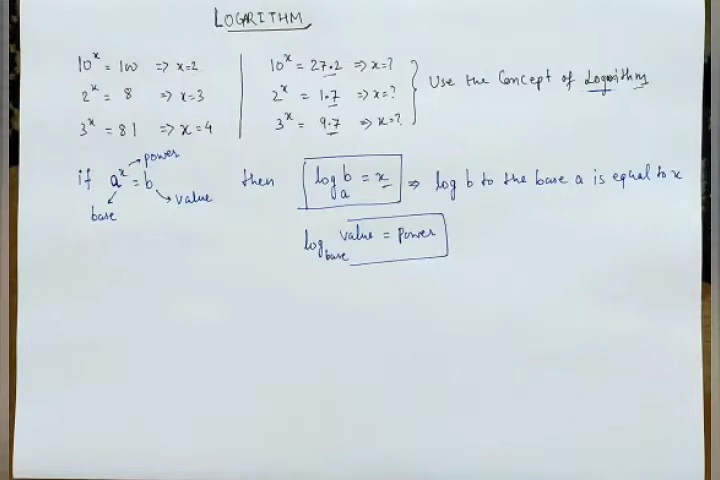 LOGARITHM
10^x = 100 => x=2
2^x = 8 => x=3
3^x = 81 => x=4
10^x = 27.2 => x=?
2^x = 1.7 => x=?
3^x = 9.7 => x=?
Use the Concept of Logarithm
power
if a^x = b then log_a b = x => log b to the base a is equal to x
base value
log_base value = power